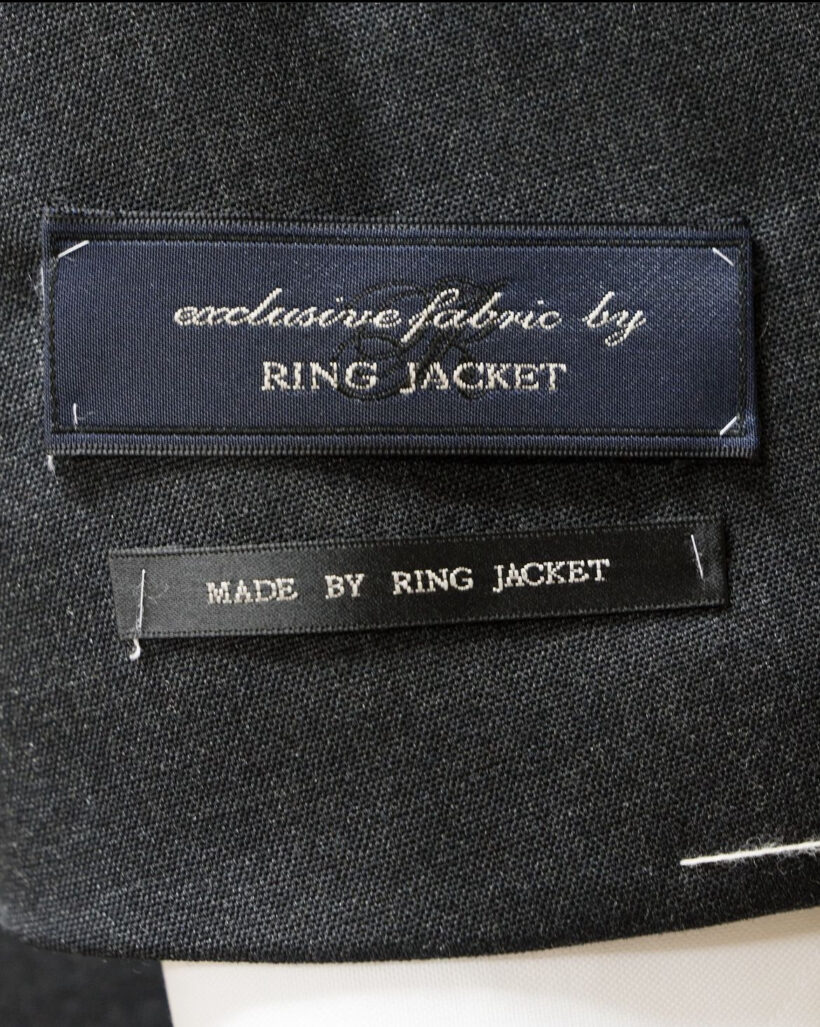 exclusive fabric by
RING JACKET
MADE BY RING JACKET